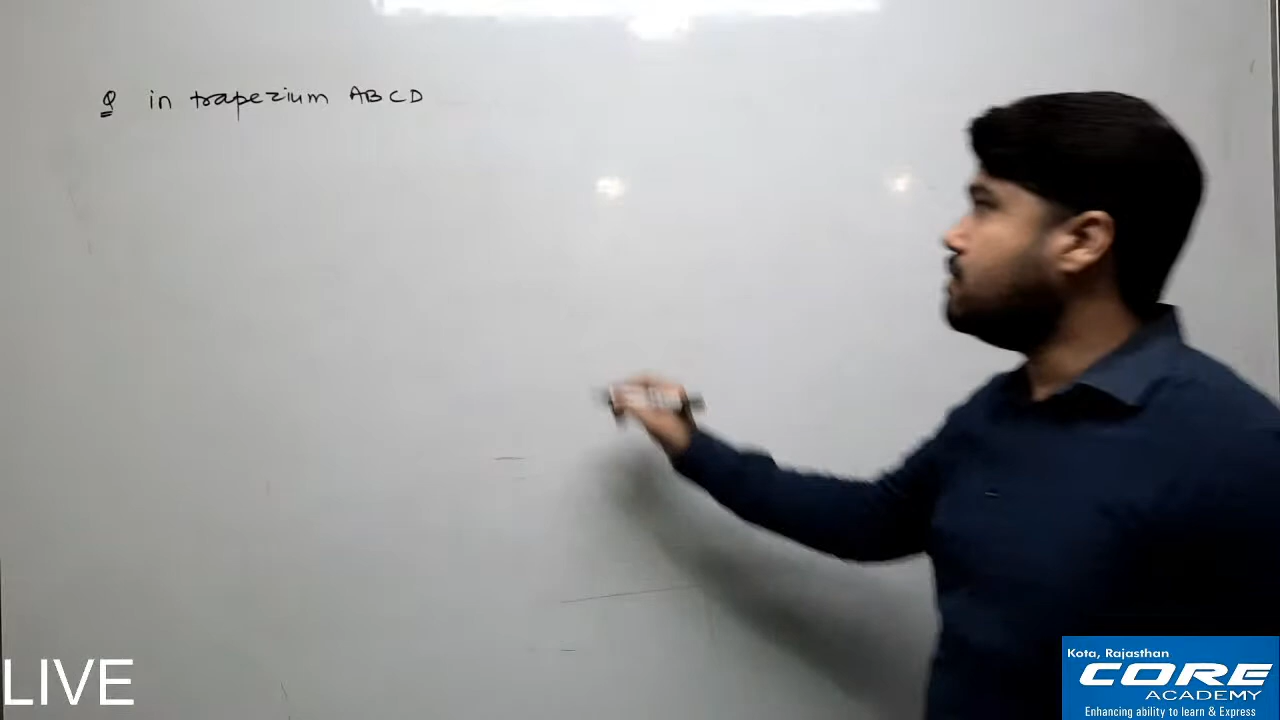 Q in trapezium ABCD
LIVE
Kota, Rajasthan
CORE
ACADEMY
Enhancing ability to learn & Express